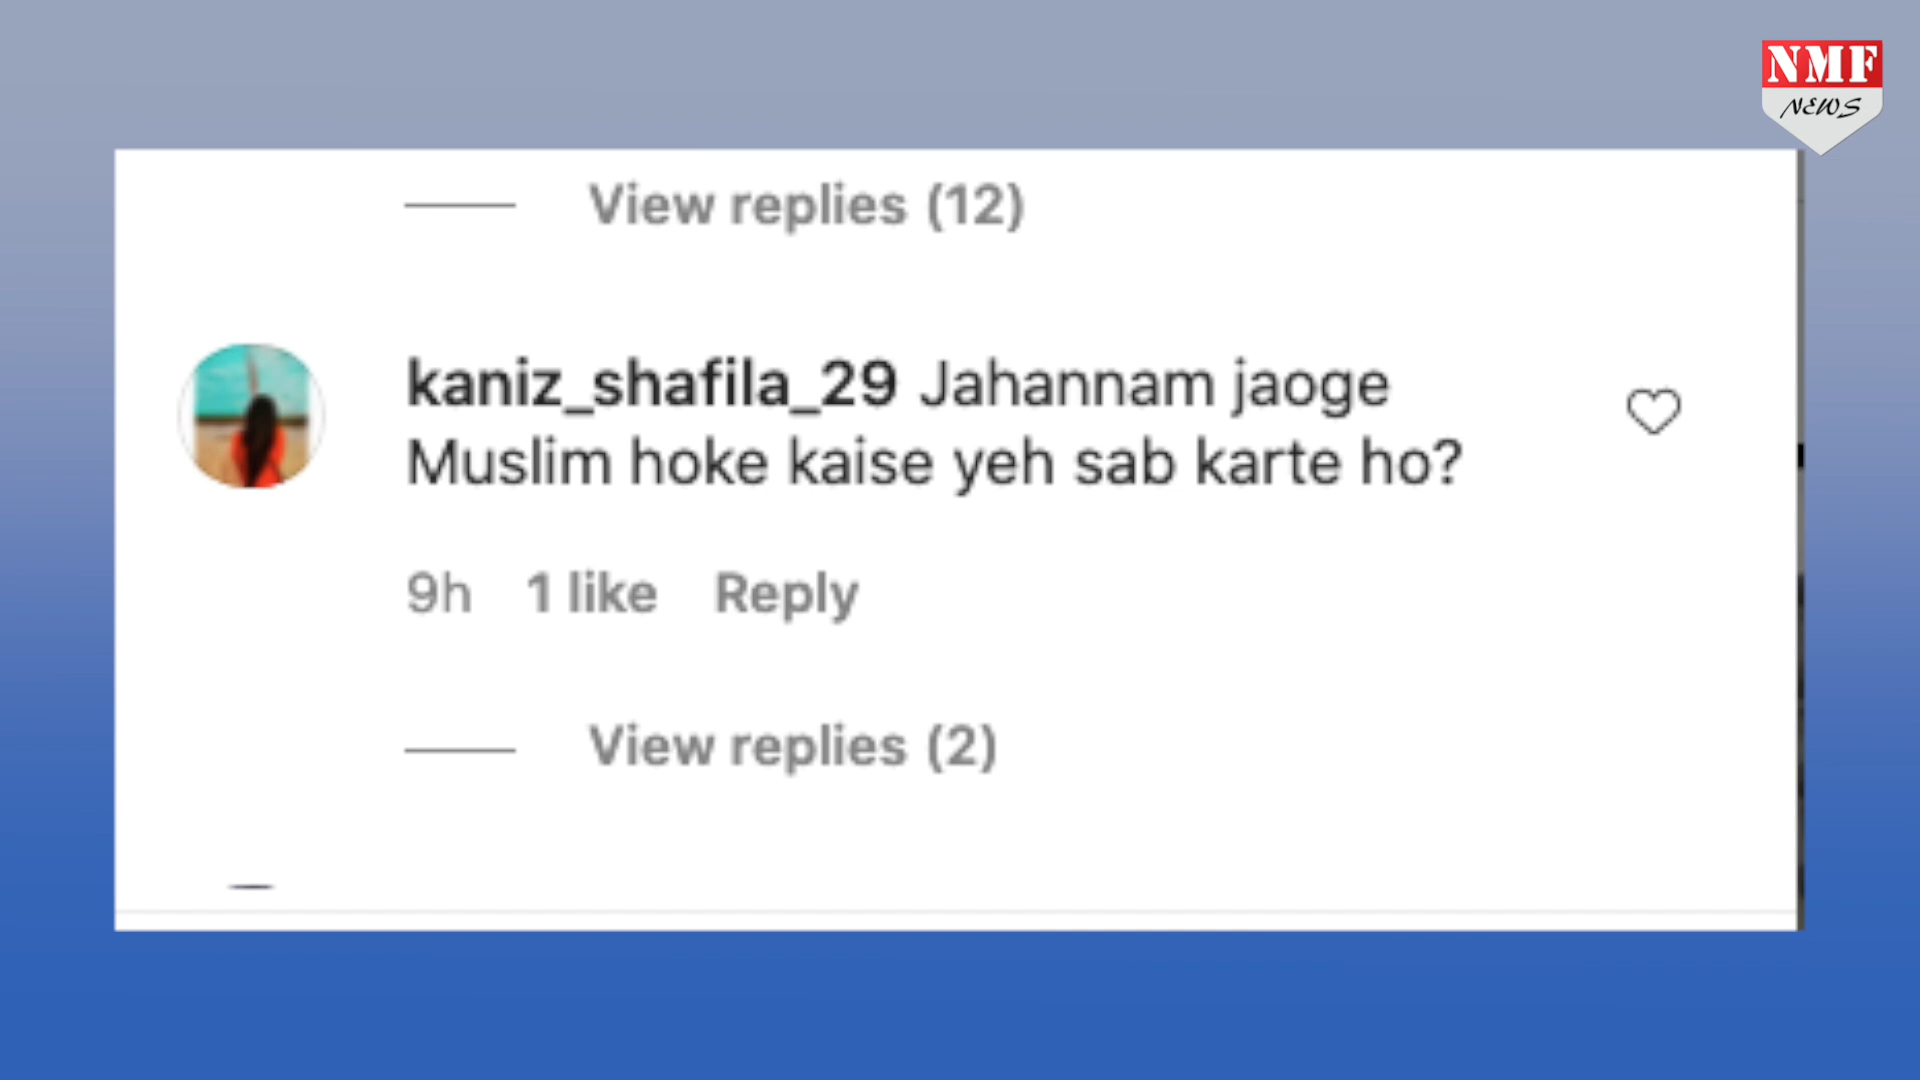 NMF
NEWS
View replies (12)
kaniz_shafila_29 Jahannam jaoge
Muslim hoke kaise yeh sab karte ho?
9h 1 like Reply
View replies (2)